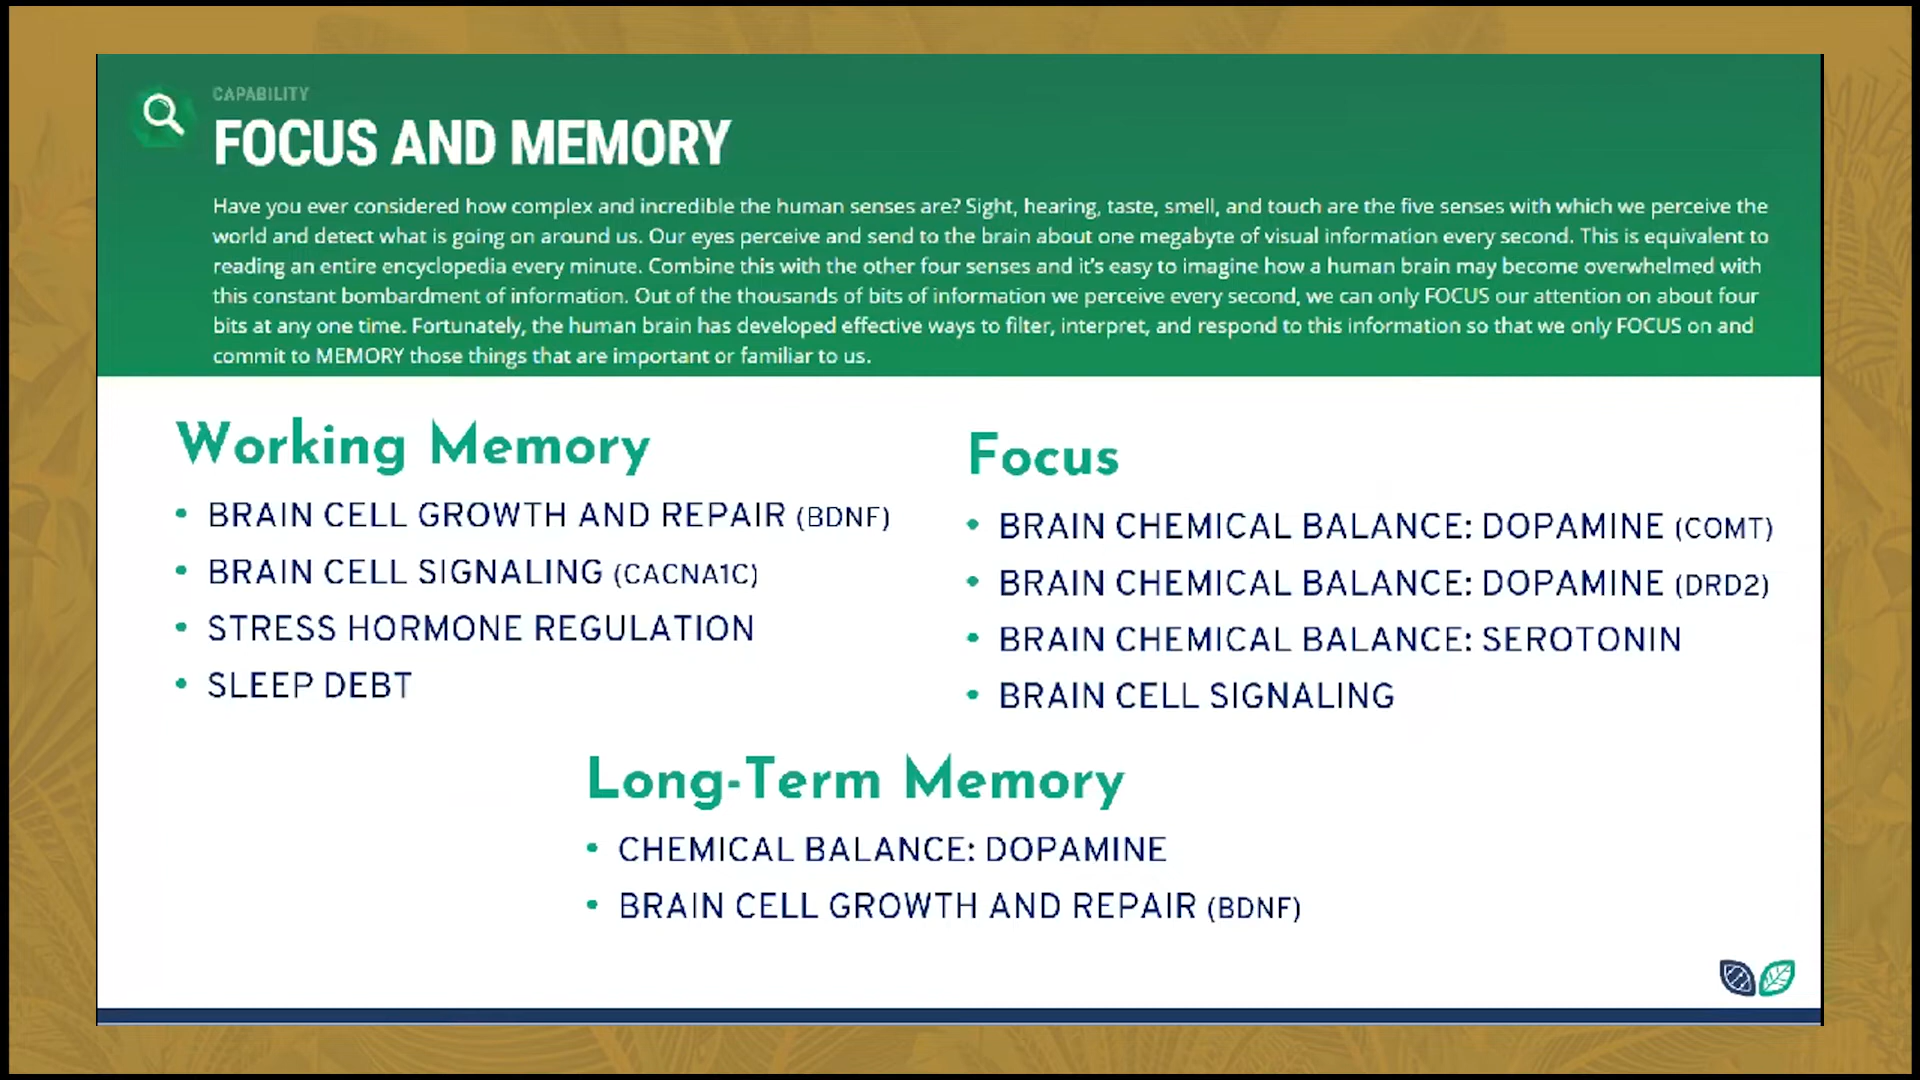 CAPABILITY
FOCUS AND MEMORY
Have you ever considered how complex and incredible the human senses are? Sight, hearing, taste, smell, and touch are the five senses with which we perceive the
world and detect what is going on around us. Our eyes perceive and send to the brain about one megabyte of visual information every second. This is equivalent to
reading an entire encyclopedia every minute. Combine this with the other four senses and it's easy to imagine how a human brain may become overwhelmed with
this constant bombardment of information. Out of the thousands of bits of information we perceive every second, we can only FOCUS our attention on about four
bits at any one time. Fortunately, the human brain has developed effective ways to filter, interpret, and respond to this information so that we only FOCUS on and
commit to MEMORY those things that are important or familiar to us.
Working Memory
• BRAIN CELL GROWTH AND REPAIR (BDNF)
• BRAIN CELL SIGNALING (CACNA1C)
• STRESS HORMONE REGULATION
• SLEEP DEBT
Focus
• BRAIN CHEMICAL BALANCE: DOPAMINE (COMT)
• BRAIN CHEMICAL BALANCE: DOPAMINE (DRD2)
• BRAIN CHEMICAL BALANCE: SEROTONIN
• BRAIN CELL SIGNALING
Long-Term Memory
• CHEMICAL BALANCE: DOPAMINE
• BRAIN CELL GROWTH AND REPAIR (BDNF)